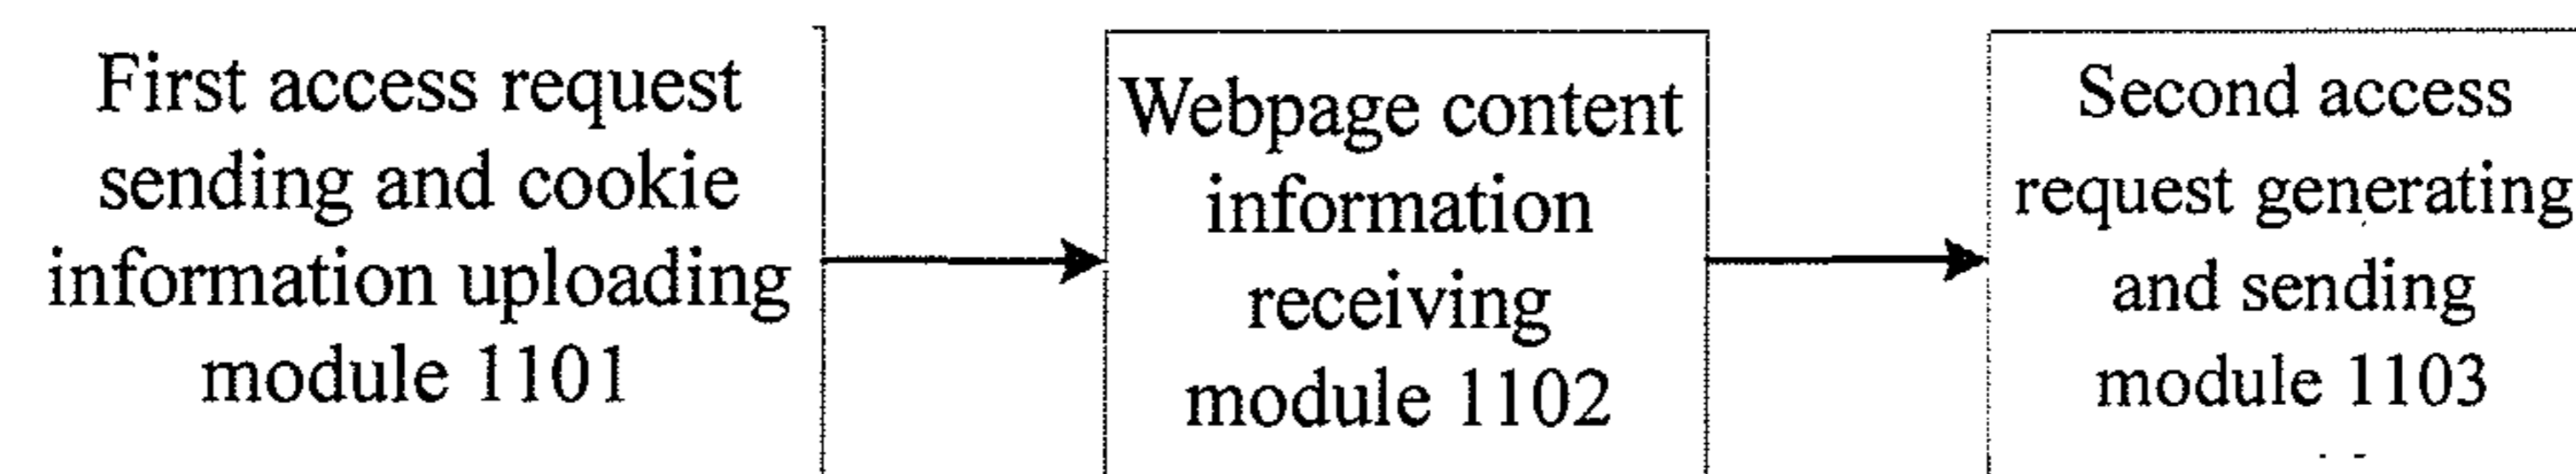 First access request
sending and cookie
information uploading
module 1101
Webpage content
information
receiving
module 1102
Second access
request generating
and sending
module 1103